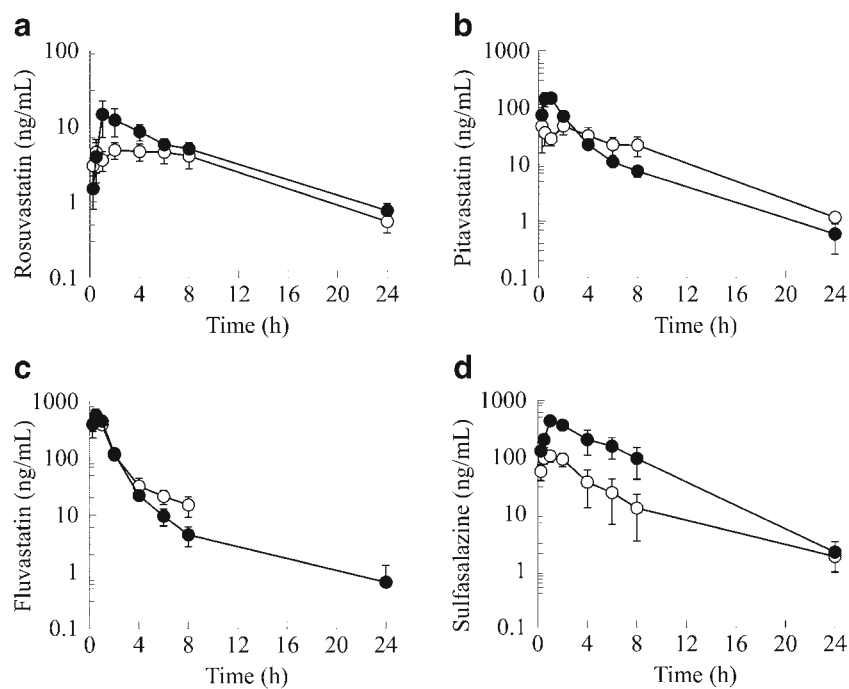 a
b
100
10
1
0.1
Rosuvastatin (ng/mL)
0 4 8 12 16 20 24
Time (h)
1000
100
10
1
0.1
Pitavastatin (ng/mL)
0 4 8 12 16 20 24
Time (h)
c
d
1000
100
10
1
0.1
Fluvastatin (ng/mL)
0 4 8 12 16 20 24
Time (h)
1000
100
10
1
0.1
Sulfasalazine (ng/mL)
0 4 8 12 16 20 24
Time (h)